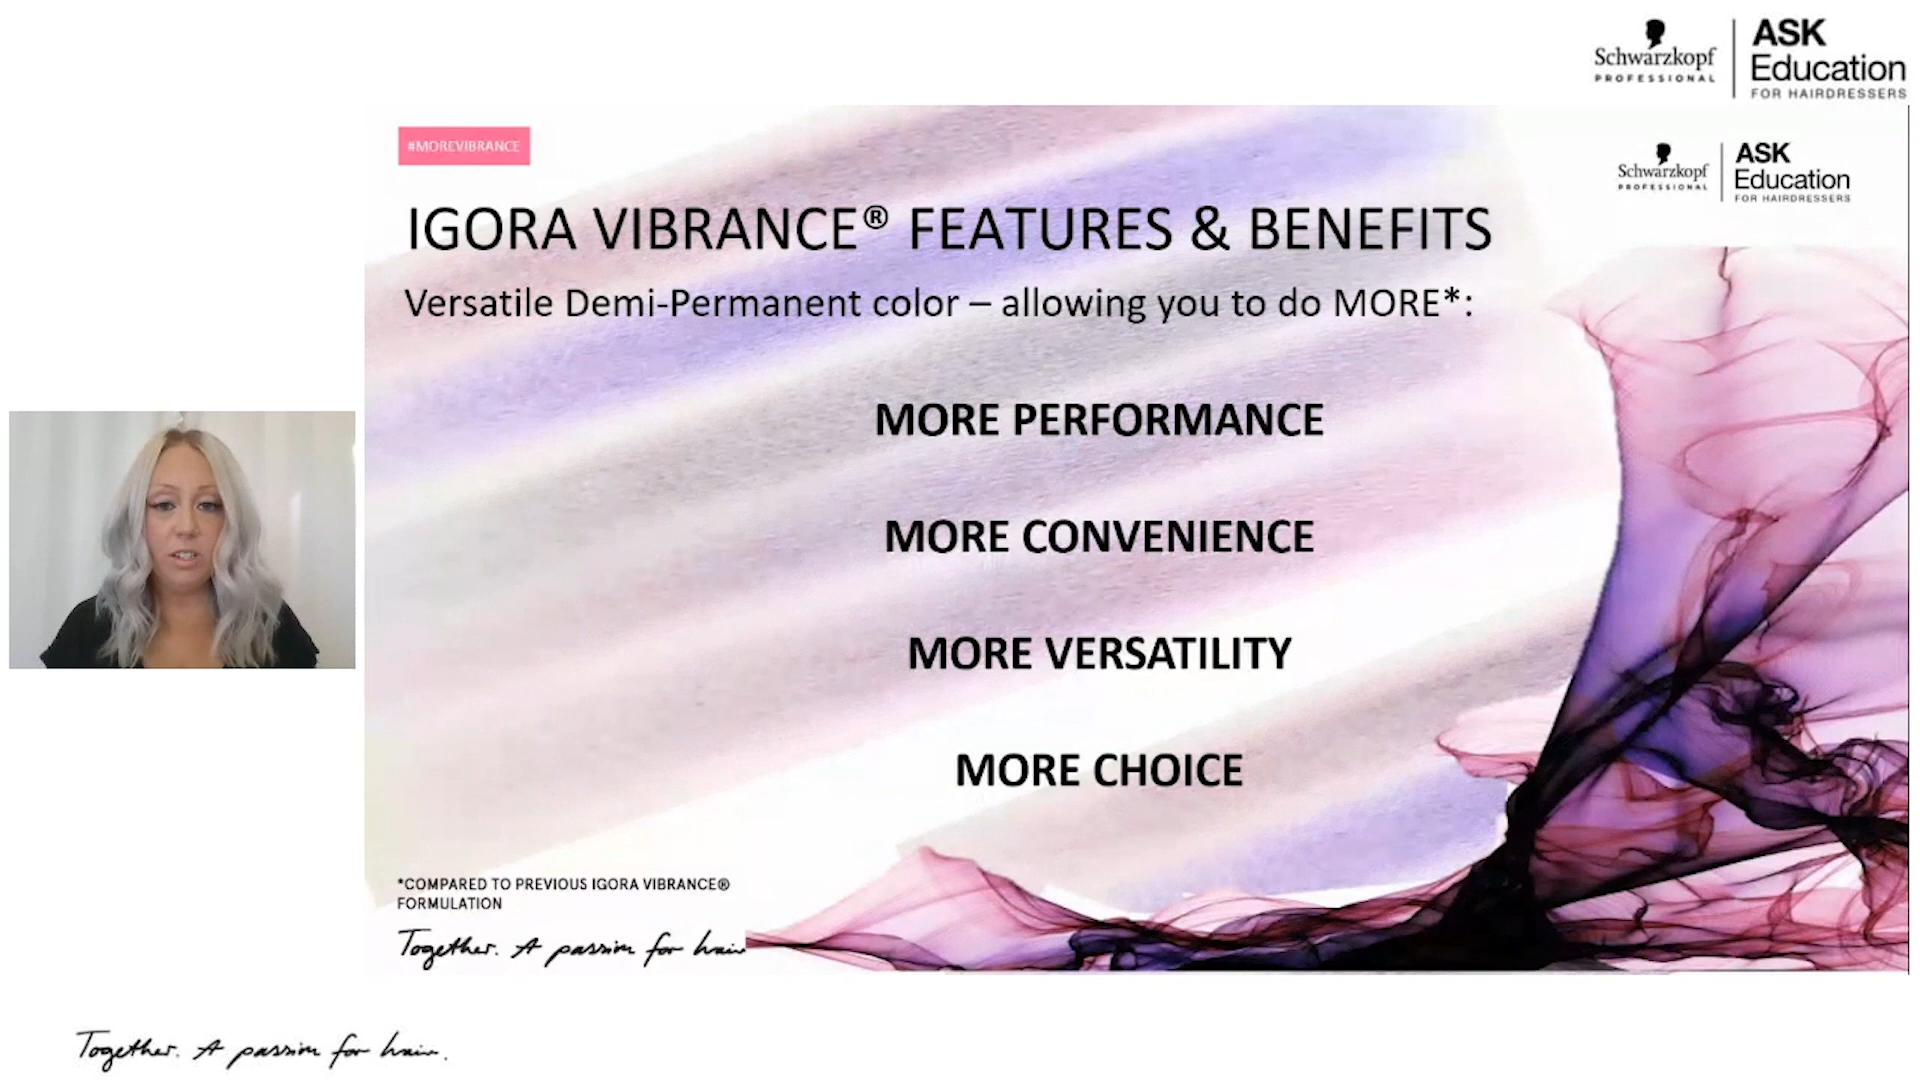 Schwarzkopf
PROFESSIONAL
ASK
Education
FOR HAIRDRESSERS
#MOREVIBRANCE
Schwarzkopf
PROFESSIONAL
ASK
Education
FOR HAIRDRESSERS
IGORA VIBRANCE® FEATURES & BENEFITS
Versatile Demi-Permanent color – allowing you to do MORE*:
MORE PERFORMANCE
MORE CONVENIENCE
MORE VERSATILITY
MORE CHOICE
*COMPARED TO PREVIOUS IGORA VIBRANCE®
FORMULATION
Together. A passion for hair
Together. A passion for hair.